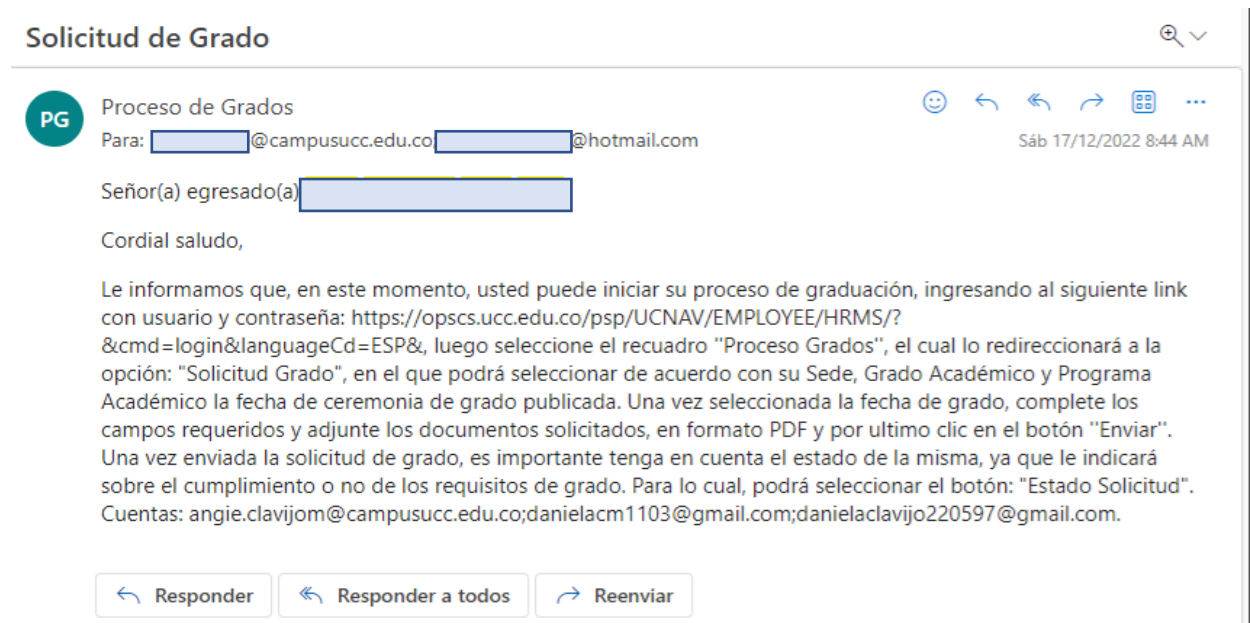 Solicitud de Grado
PG
Proceso de Grados
Para: @campusucc.edu.co @hotmail.com
Sáb 17/12/2022 8:44 AM
Señor(a) egresado(a)
Cordial saludo,
Le informamos que, en este momento, usted puede iniciar su proceso de graduación, ingresando al siguiente link
con usuario y contraseña: https://opscs.ucc.edu.co/psp/UCNAV/EMPLOYEE/HRMS/?
&cmd=login&languageCd=ESP&, luego seleccione el recuadro "Proceso Grados", el cual lo redireccionará a la
opción: "Solicitud Grado", en el que podrá seleccionar de acuerdo con su Sede, Grado Académico y Programa
Académico la fecha de ceremonia de grado publicada. Una vez seleccionada la fecha de grado, complete los
campos requeridos y adjunte los documentos solicitados, en formato PDF y por ultimo clic en el botón "Enviar".
Una vez enviada la solicitud de grado, es importante tenga en cuenta el estado de la misma, ya que le indicará
sobre el cumplimiento o no de los requisitos de grado. Para lo cual, podrá seleccionar el botón: "Estado Solicitud".
Cuentas: angie.clavijom@campusucc.edu.co;danielacm1103@gmail.com;danielaclavijo220597@gmail.com.
Responder
Responder a todos
Reenviar